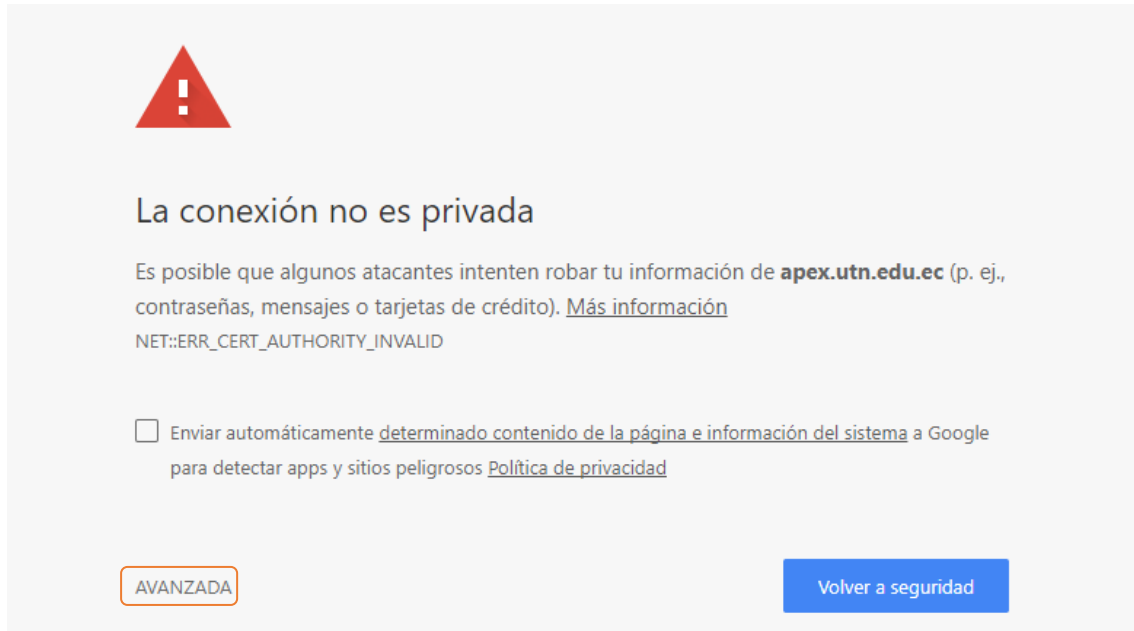 La conexión no es privada
Es posible que algunos atacantes intenten robar tu información de apex.utn.edu.ec (p. ej.,
contraseñas, mensajes o tarjetas de crédito). Más información
NET::ERR_CERT_AUTHORITY_INVALID
Enviar automáticamente determinado contenido de la página e información del sistema a Google
para detectar apps y sitios peligrosos Política de privacidad
AVANZADA
Volver a seguridad